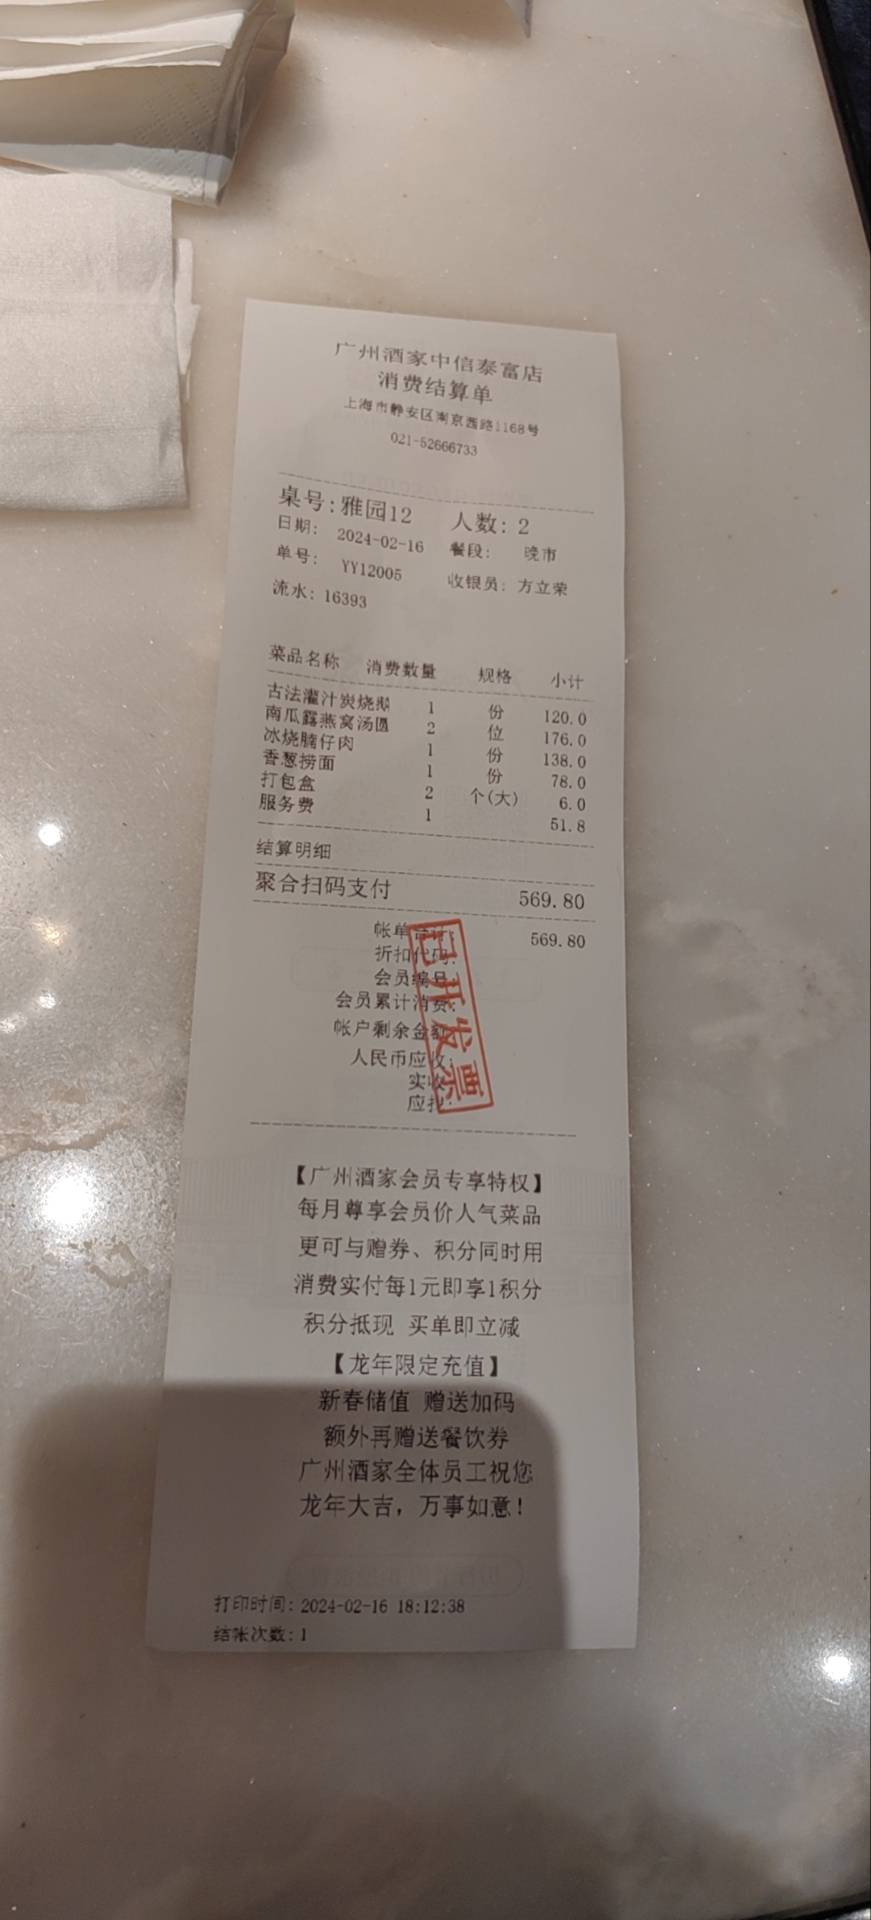 广州酒家中信泰富店
消费结算单
上海市静安区南京西路1168号
021-52666733
桌号:雅园12 人数: 2
日期: 2024-02-16 餐段: 晚市
单号: YY12005 收银员: 方立荣
流水: 16393
菜品名称 消费数量 规格 小计
古法灌汁炭烧 1 份 120.0
南瓜露燕窝汤圆 2 位 176.0
冰烧腩仔肉 1 份 138.0
香葱捞面 1 份 78.0
打包盒 2 个(大) 6.0
服务费 1 51.8
结算明细
聚合扫码支付 569.80
帐单合计: 569.80
折扣代码:
会员编号
会员累计消费:
帐户剩余金额
人民币应收:
实收
应找:
已开发票
【广州酒家会员专享特权】
每月尊享会员价人气菜品
更可与赠券、积分同时用
消费实付每1元即享1积分
积分抵现 买单即立减
【龙年限定充值】
新春储值 赠送加码
额外再赠送餐饮券
广州酒家全体员工祝您
龙年大吉，万事如意!
打印时间: 2024-02-16 18:12:38
结帐次数: 1